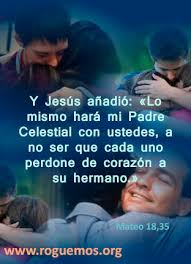 Y Jesús añadió: «Lo
mismo hará mi Padre
Celestial con ustedes, a
no ser que cada uno
perdone de corazón a
su hermano.»
Mateo 18,35
www.roguemos.org